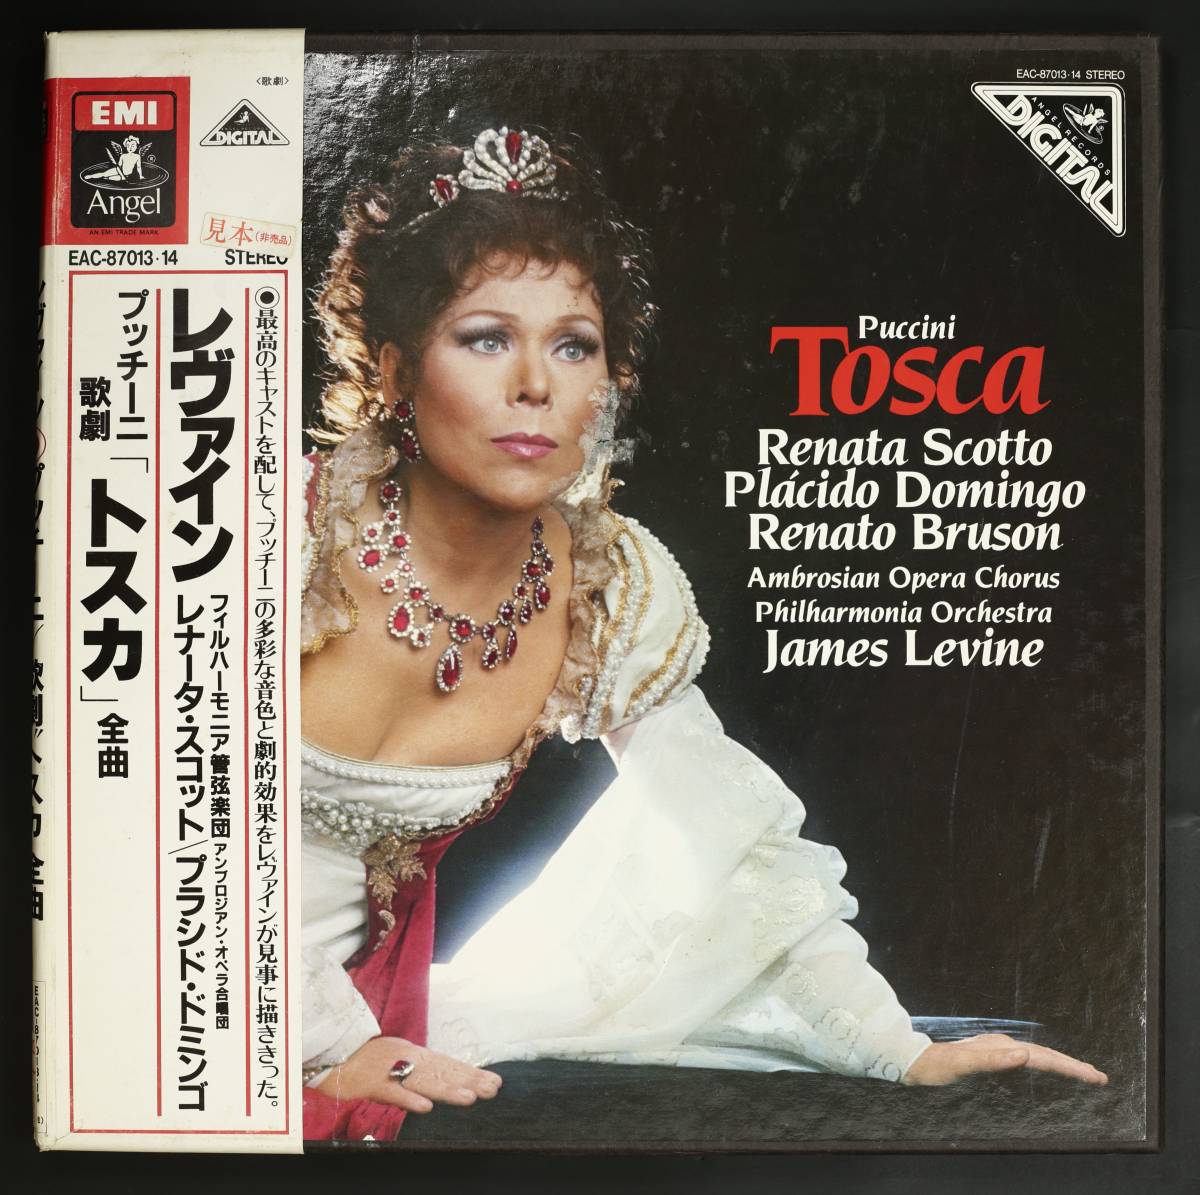 〈歌劇〉
EMI
Angel
AN EMI TRADE MARK
DIGITAL
見本(非売品)
EAC-87013·14 STEREO
●最高のキャストを配して、プッチーニの多彩な音色と劇的効果をレヴァインが見事に描ききった。
レヴァイン
フィルハーモニア管弦楽団
アンブロジアン・オペラ合唱団
レナータ・スコット/プラシド・ドミンゴ
プッチーニ
歌劇「トスカ」全曲
EAC-87013·14 STEREO
ANGEL RECORDS
DIGITAL
Puccini
Tosca
Renata Scotto
Plácido Domingo
Renato Bruson
Ambrosian Opera Chorus
Philharmonia Orchestra
James Levine